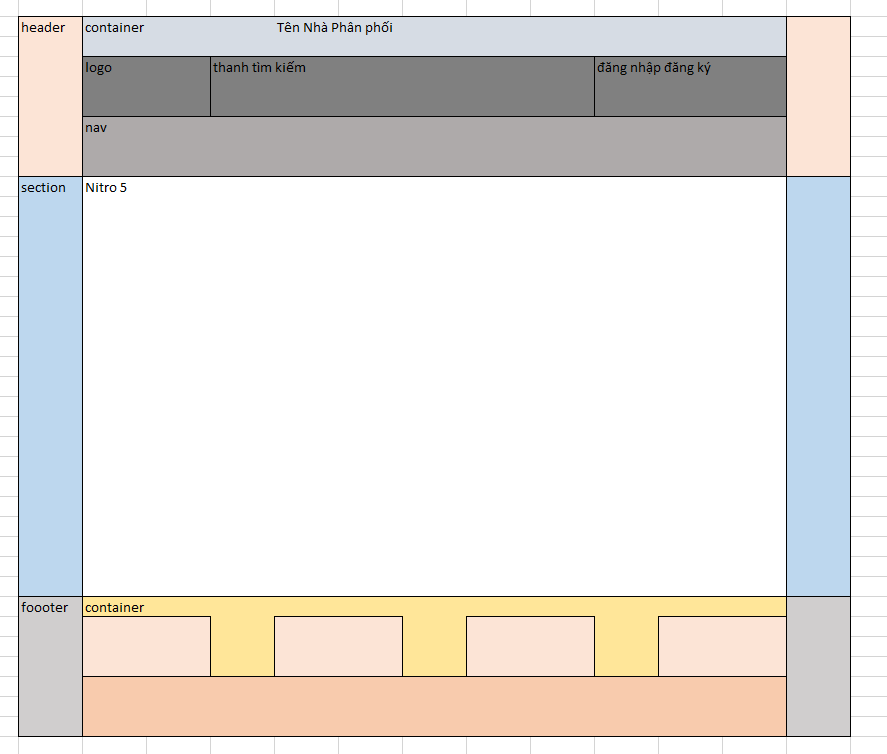 header
container
Tên Nhà Phân phối
logo
thanh tìm kiếm
đăng nhập đăng ký
nav
section
Nitro 5
foooter
container